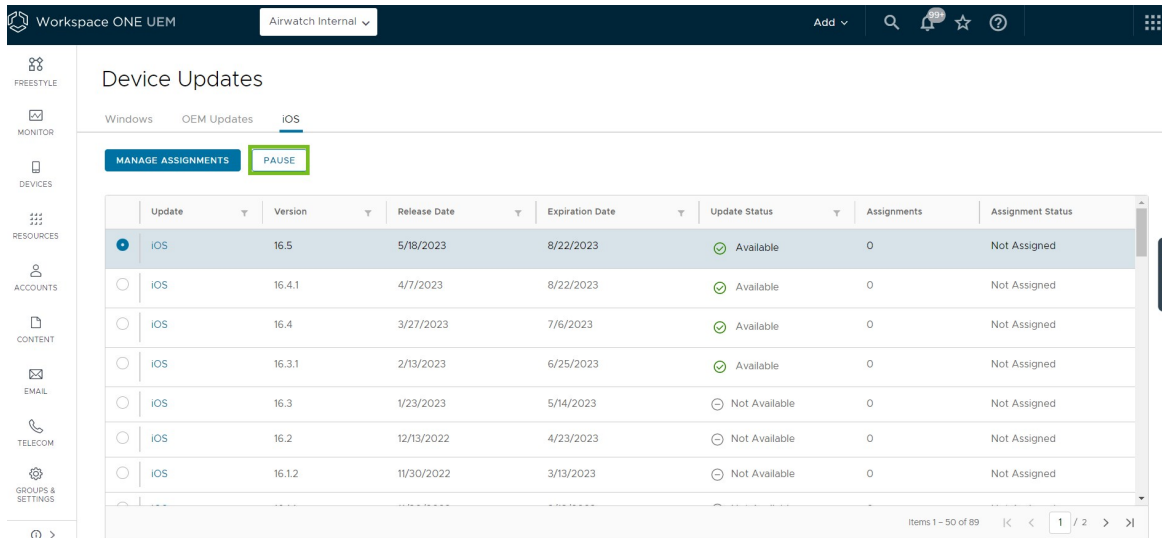 Workspace ONE UEM
Airwatch Internal
Add
99+
FREESTYLE
MONITOR
DEVICES
RESOURCES
ACCOUNTS
CONTENT
EMAIL
TELECOM
GROUPS &
SETTINGS
Device Updates
Windows OEM Updates iOS
MANAGE ASSIGNMENTS PAUSE
Update Version Release Date Expiration Date Update Status Assignments Assignment Status
iOS 16.5 5/18/2023 8/22/2023 Available 0 Not Assigned
iOS 16.4.1 4/7/2023 8/22/2023 Available 0 Not Assigned
iOS 16.4 3/27/2023 7/6/2023 Available 0 Not Assigned
iOS 16.3.1 2/13/2023 6/25/2023 Available 0 Not Assigned
iOS 16.3 1/23/2023 5/14/2023 Not Available 0 Not Assigned
iOS 16.2 12/13/2022 4/23/2023 Not Available 0 Not Assigned
iOS 16.1.2 11/30/2022 3/13/2023 Not Available 0 Not Assigned
Items 1 - 50 of 89 1 / 2